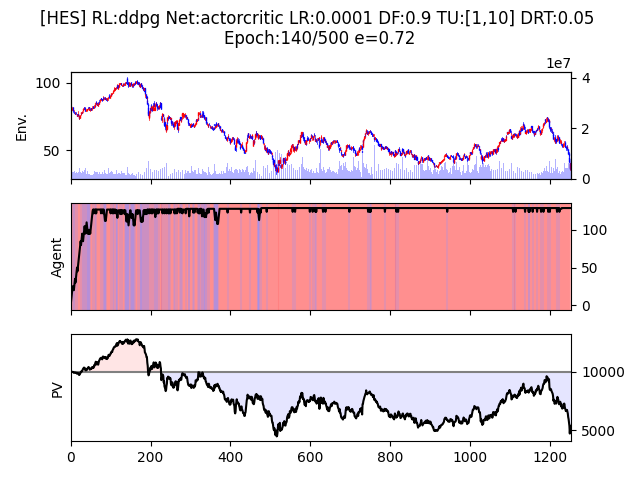 [HES] RL:ddpg Net:actorcritic LR:0.0001 DF:0.9 TU:[1,10] DRT:0.05
Epoch:140/500 e=0.72
1e7
100
50
Env.
4
2
0
Agent
100
50
0
PV
10000
5000
0 200 400 600 800 1000 1200